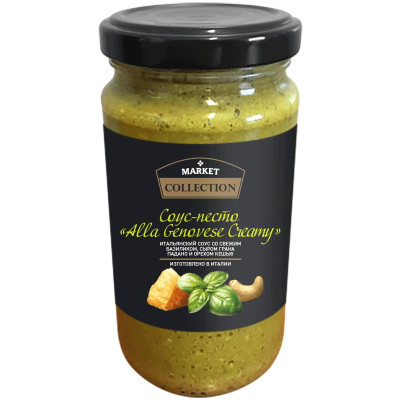 MARKET
COLLECTION
Соус-песто
«Alla Genovese Creamy»
ИТАЛЬЯНСКИЙ СОУС СО СВЕЖИМ
БАЗИЛИКОМ, СЫРОМ ГРАНА
ПАДАНО И ОРЕХОМ КЕШЬЮ
ИЗГОТОВЛЕНО В ИТАЛИИ